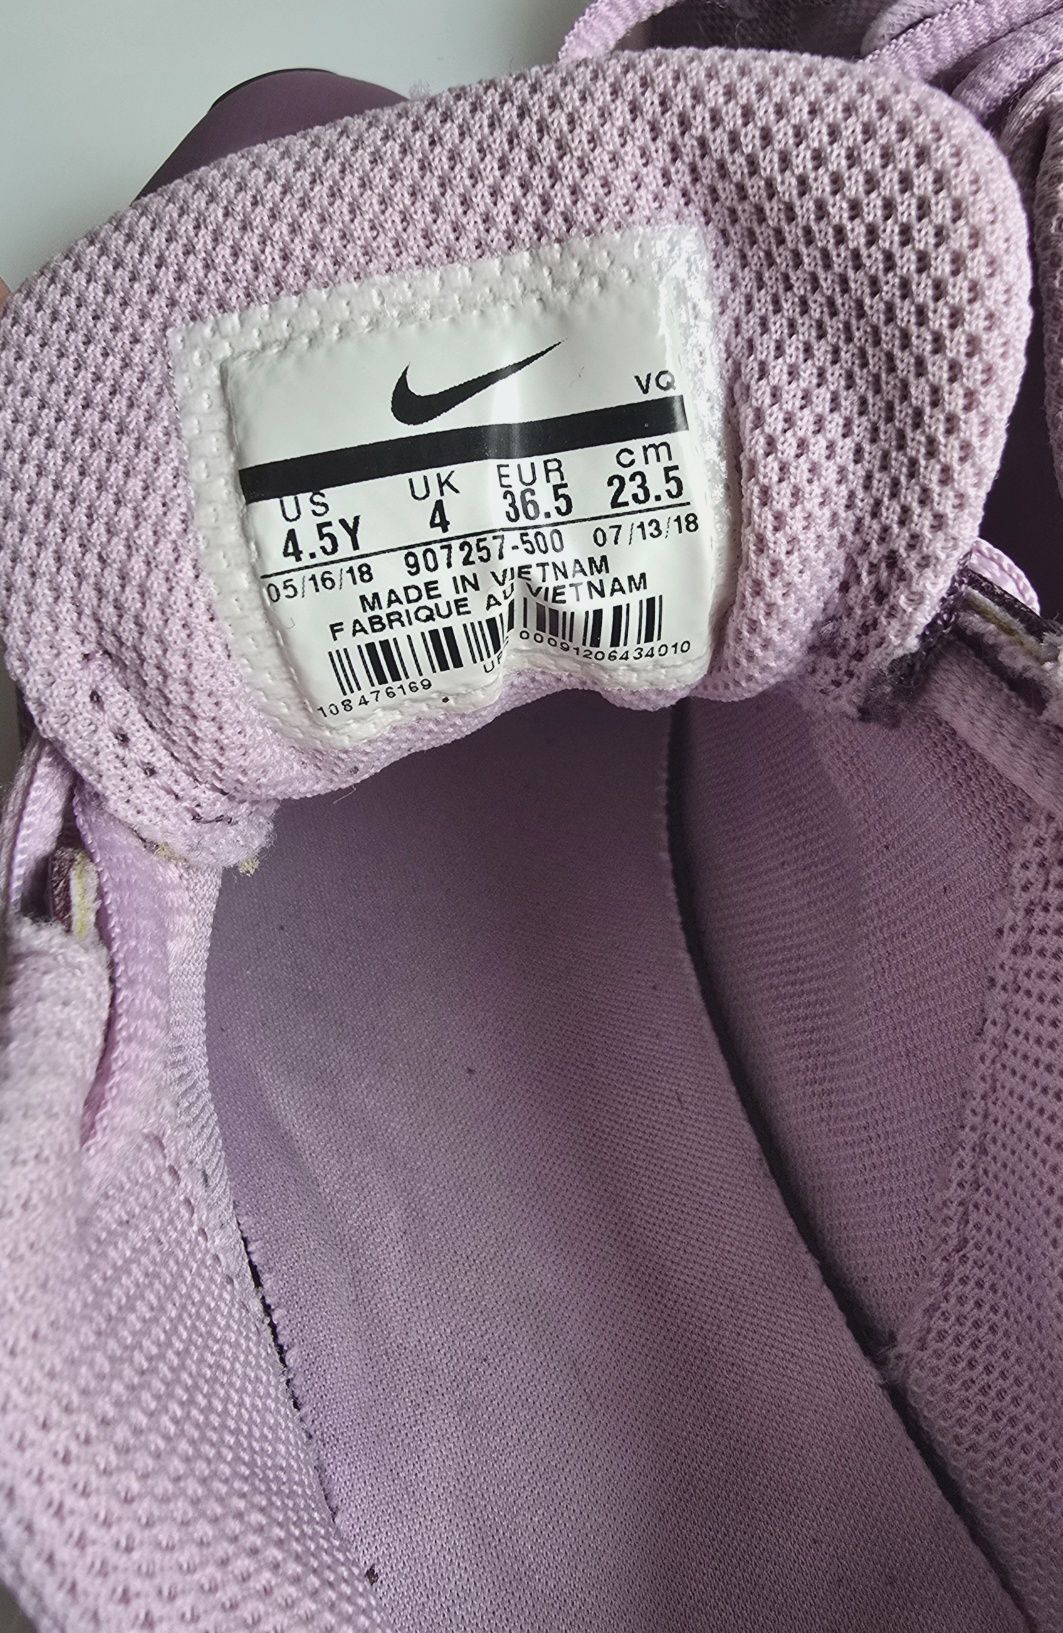 VQ
US UK EUR cm
4.5Y 4 36.5 23.5
05/16/18 907257-500 07/13/18
MADE IN VIETNAM
FABRIQUE AU VIETNAM
108476169 00091206434010